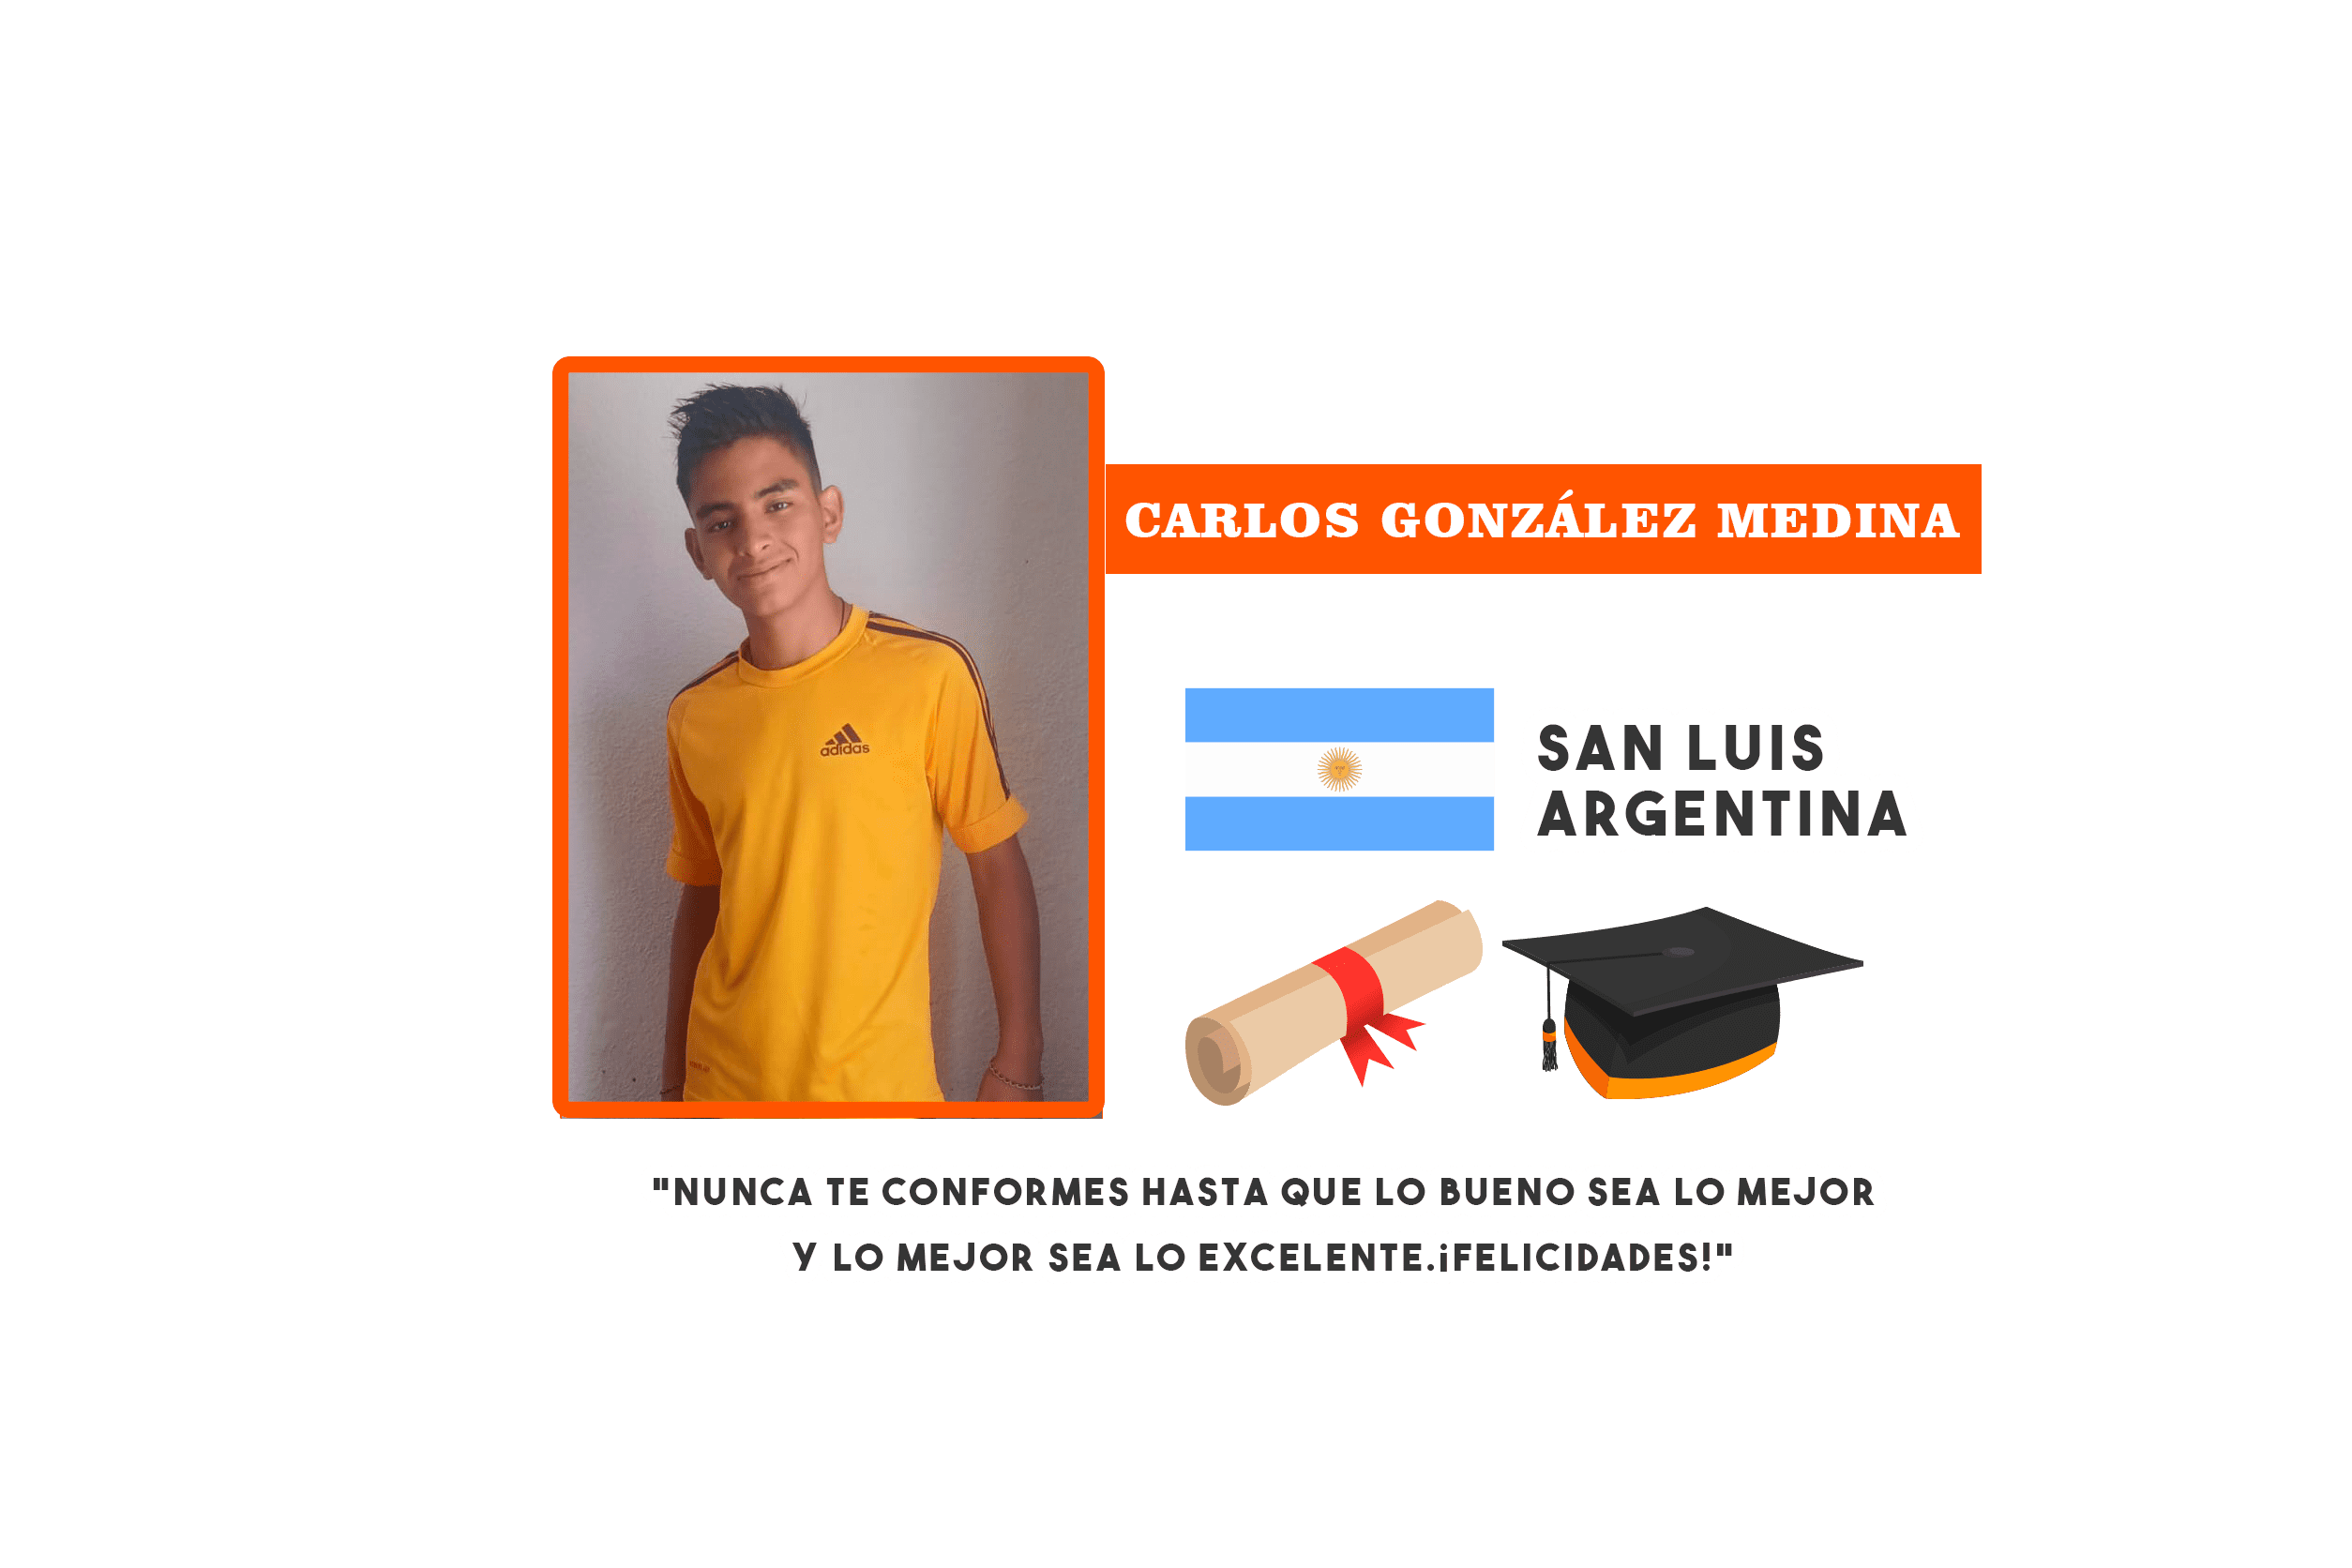 CARLOS GONZÁLEZ MEDINA
adidas
SAN LUIS
ARGENTINA
"NUNCA TE CONFORMES HASTA QUE LO BUENO SEA LO MEJOR
Y LO MEJOR SEA LO EXCELENTE.¡FELICIDADES!"